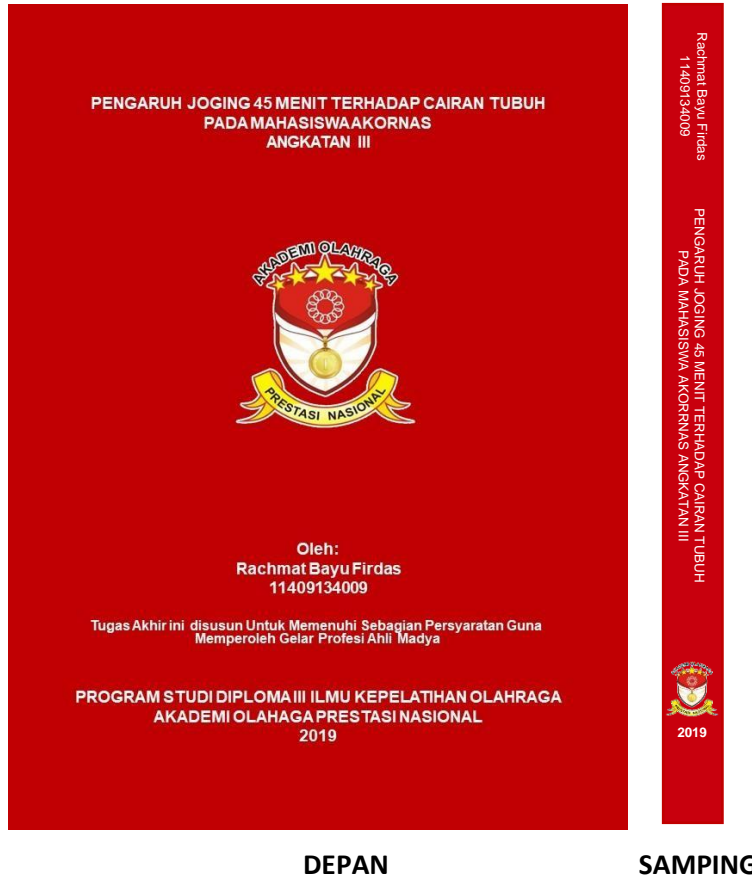 PENGARUH JOGING 45 MENIT TERHADAP CAIRAN TUBUH
PADA MAHASISWA AKORNAS
ANGKATAN III
AKADEMI OLAHRAGA
PRESTASI NASIONAL
Oleh:
Rachmat Bayu Firdas
11409134009
Tugas Akhir ini disusun Untuk Memenuhi Sebagian Persyaratan Guna
Memperoleh Gelar Profesi Ahli Madya
PROGRAM STUDI DIPLOMA III ILMU KEPELATIHAN OLAHRAGA
AKADEMI OLAHAGA PRESTASI NASIONAL
2019
DEPAN
Rachmat Bayu Firdas
11409134009
PENGARUH JOGING 45 MENIT TERHADAP CAIRAN TUBUH
PADA MAHASISWA AKORRNAS ANGKATAN III
2019
SAMPING